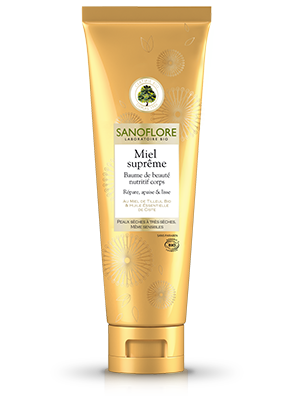 SANOFLORE
LABORATOIRE BIO
Miel
suprême
Baume de beauté
nutritif corps
Répare, apaise & lisse
AU MIEL DE TILLEUL BIO
& HUILE ESSENTIELLE
DE CISTE
PEAUX SÈCHES À TRÈS SÈCHES,
MÊME SENSIBLES
BIO